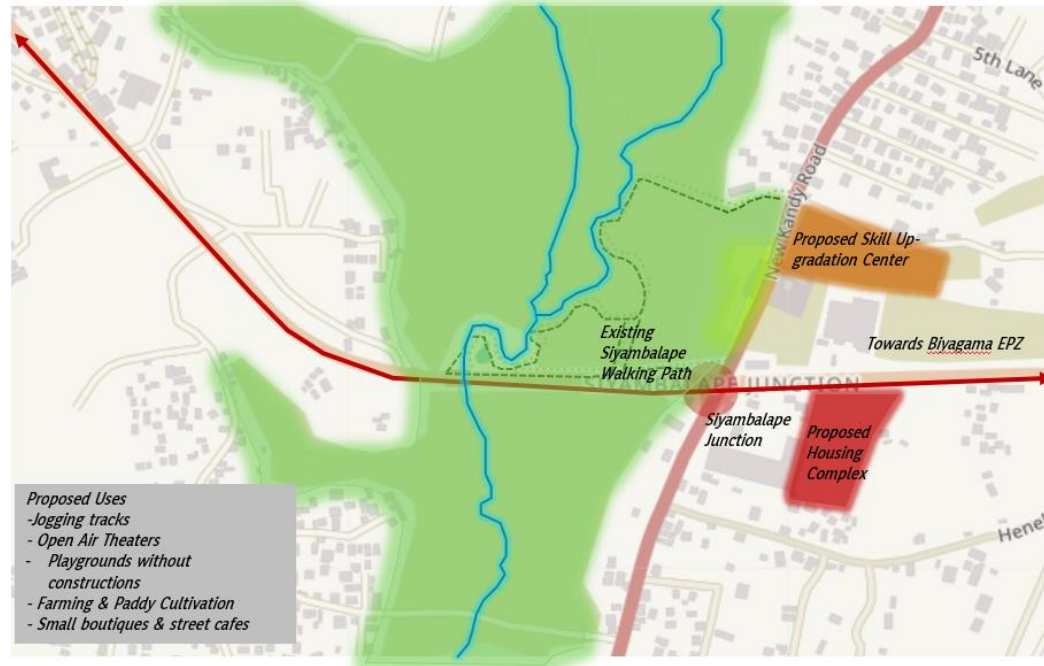 5th Lane
New Kandy Road
Proposed Skill Up-
gradation Center
Existing
Siyambalape
Walking Path
Towards Biyagama EPZ
SIYAMBALAPE JUNCTION
Siyambalape
Junction
Proposed
Housing
Complex
Proposed Uses
-Jogging tracks
- Open Air Theaters
- Playgrounds without
constructions
- Farming & Paddy Cultivation
- Small boutiques & street cafes